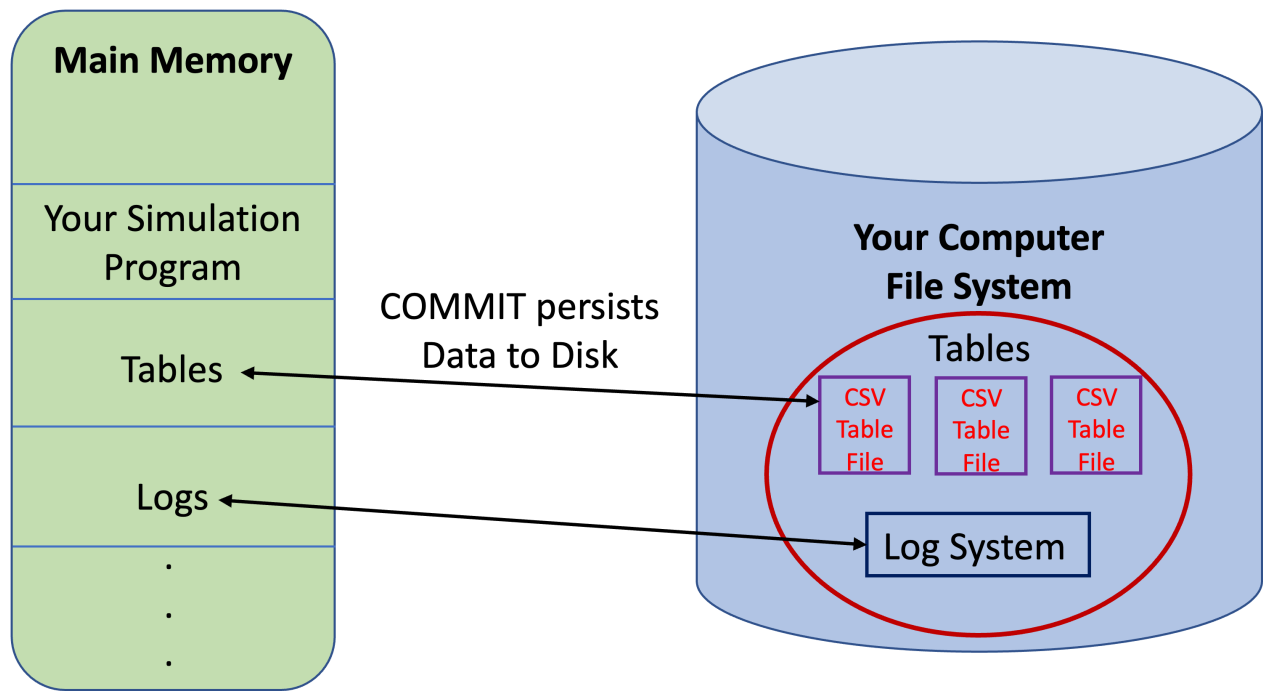 Main Memory
Your Simulation
Program
Tables
Logs
.
.
.
COMMIT persists
Data to Disk
Your Computer
File System
Tables
CSV
Table
File
CSV
Table
File
CSV
Table
File
Log System